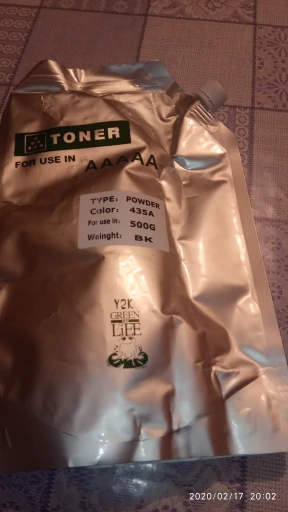 TONER
FOR USE IN AAAAA
TYPE: POWDER
Color: 435A
For use in: 500G
Weinght: BK
Y2K
GREEN
LiFE
2020/02/17 20:02